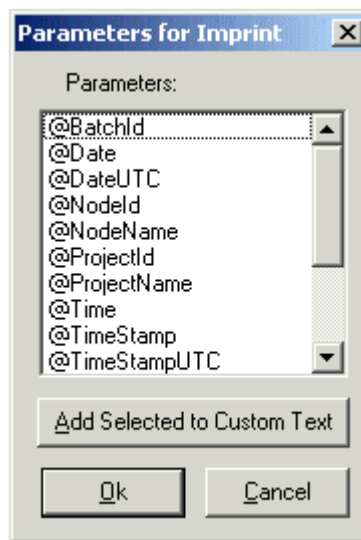 Parameters for Imprint
Parameters:
@BatchId
@Date
@DateUTC
@NodeId
@NodeName
@ProjectId
@ProjectName
@Time
@TimeStamp
@TimeStampUTC
Add Selected to Custom Text
Ok Cancel